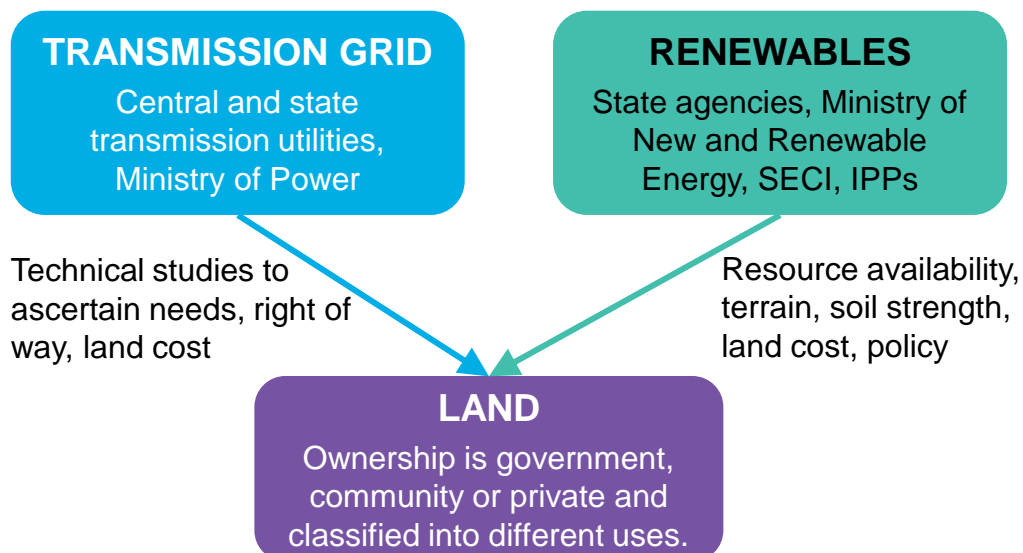 TRANSMISSION GRID
Central and state
transmission utilities,
Ministry of Power
RENEWABLES
State agencies, Ministry of
New and Renewable
Energy, SECI, IPPs
Technical studies to
ascertain needs, right of
way, land cost
Resource availability,
terrain, soil strength,
land cost, policy
LAND
Ownership is government,
community or private and
classified into different uses.